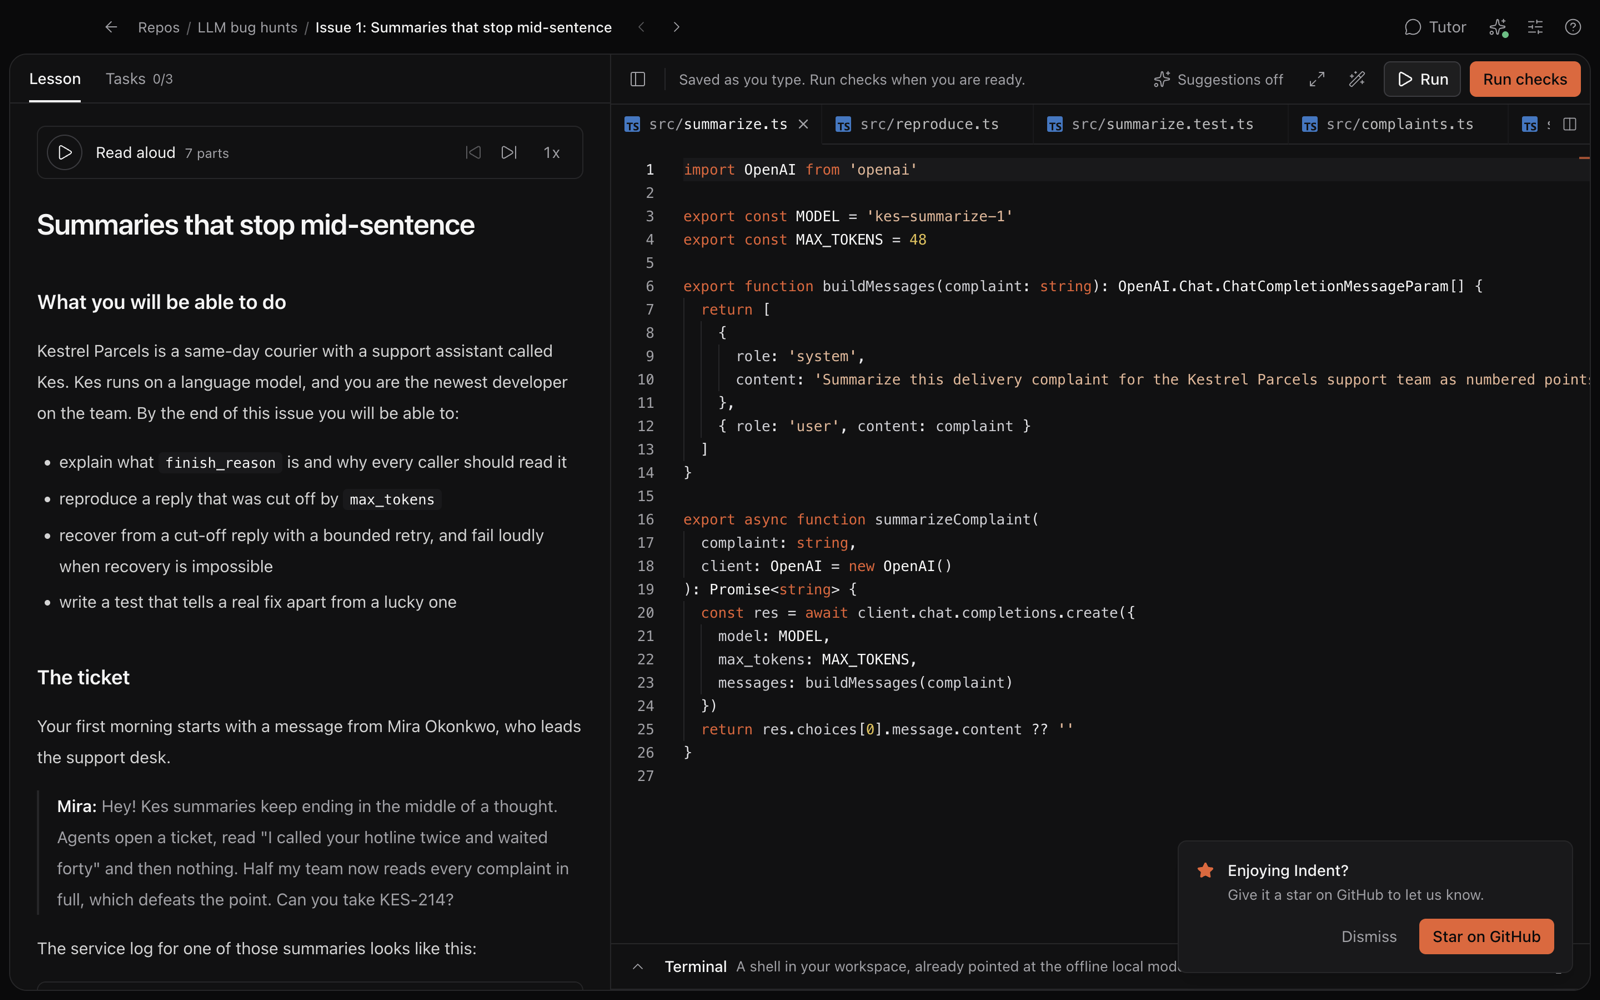 Repos / LLM bug hunts / Issue 1: Summaries that stop mid-sentence
Tutor
Lesson
Tasks 0/3
Saved as you type. Run checks when you are ready.
Suggestions off
Run
Run checks
Read aloud 7 parts
1x
Summaries that stop mid-sentence
What you will be able to do
Kestrel Parcels is a same-day courier with a support assistant called
Kes. Kes runs on a language model, and you are the newest developer
on the team. By the end of this issue you will be able to:
• explain what finish_reason is and why every caller should read it
• reproduce a reply that was cut off by max_tokens
• recover from a cut-off reply with a bounded retry, and fail loudly
when recovery is impossible
• write a test that tells a real fix apart from a lucky one
The ticket
Your first morning starts with a message from Mira Okonkwo, who leads
the support desk.
Mira: Hey! Kes summaries keep ending in the middle of a thought.
Agents open a ticket, read "I called your hotline twice and waited
forty" and then nothing. Half my team now reads every complaint in
full, which defeats the point. Can you take KES-214?
The service log for one of those summaries looks like this:
TS src/summarize.ts
TS src/reproduce.ts
TS src/summarize.test.ts
TS src/complaints.ts
TS
1 import OpenAI from 'openai'
2
3 export const MODEL = 'kes-summarize-1'
4 export const MAX_TOKENS = 48
5
6 export function buildMessages(complaint: string): OpenAI.Chat.ChatCompletionMessageParam[] {
7 return [
8 {
9 role: 'system',
10 content: 'Summarize this delivery complaint for the Kestrel Parcels support team as numbered points
11 },
12 { role: 'user', content: complaint }
13 ]
14 }
15
16 export async function summarizeComplaint(
17 complaint: string,
18 client: OpenAI = new OpenAI()
19 ): Promise<string> {
20 const res = await client.chat.completions.create({
21 model: MODEL,
22 max_tokens: MAX_TOKENS,
23 messages: buildMessages(complaint)
24 })
25 return res.choices[0].message.content ?? ''
26 }
27
Enjoying Indent?
Give it a star on GitHub to let us know.
Dismiss
Star on GitHub
Terminal A shell in your workspace, already pointed at the offline local